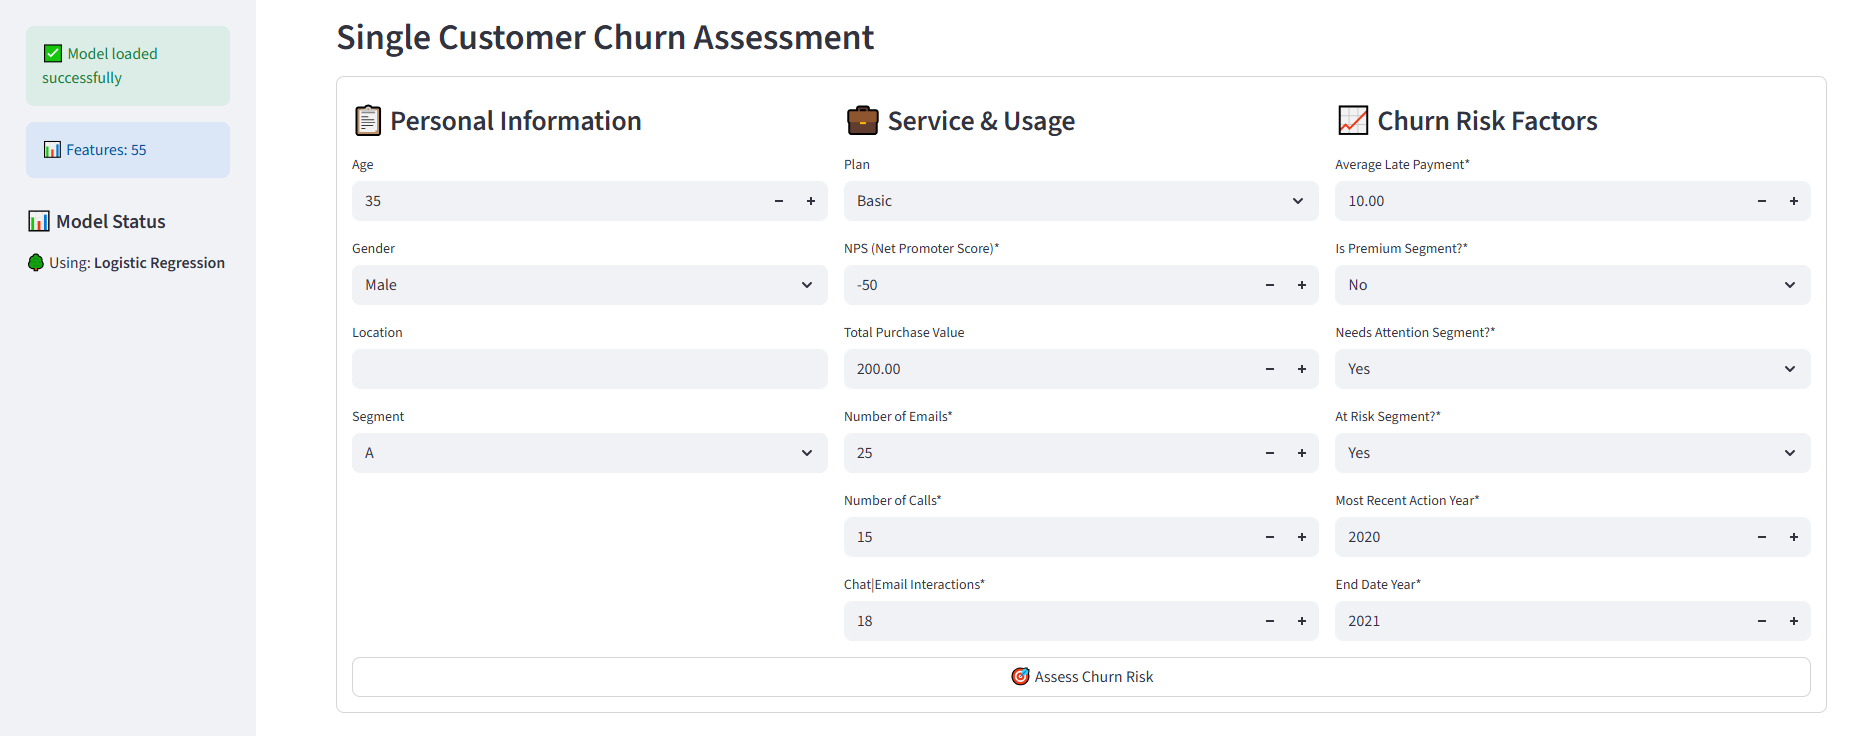 ✅ Model loaded
successfully
📊 Features: 55
📊 Model Status
🌳 Using: Logistic Regression
Single Customer Churn Assessment
📋 Personal Information
Age
35
Gender
Male
Location
Segment
A
💼 Service & Usage
Plan
Basic
NPS (Net Promoter Score)*
-50
Total Purchase Value
200.00
Number of Emails*
25
Number of Calls*
15
Chat|Email Interactions*
18
📈 Churn Risk Factors
Average Late Payment*
10.00
Is Premium Segment?*
No
Needs Attention Segment?*
Yes
At Risk Segment?*
Yes
Most Recent Action Year*
2020
End Date Year*
2021
🎯 Assess Churn Risk